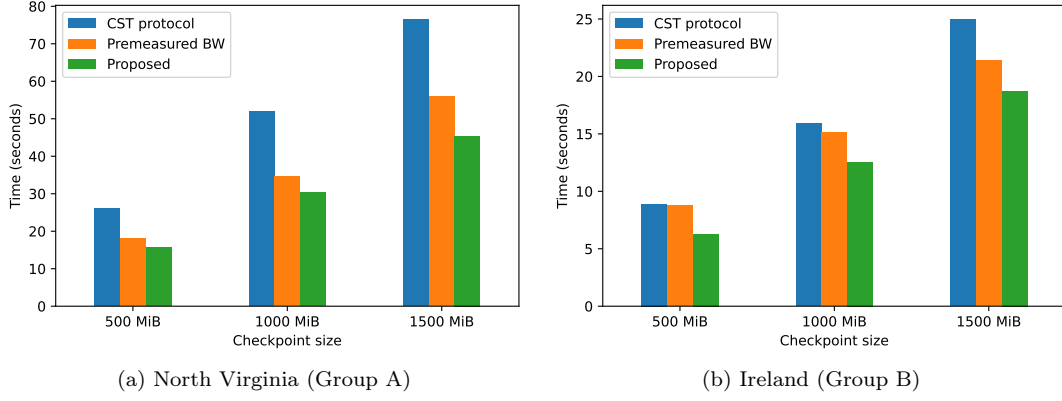 80
70
60
50
40
30
20
10
0
Time (seconds)
CST protocol
Premeasured BW
Proposed
500 MiB
1000 MiB
1500 MiB
Checkpoint size
(a) North Virginia (Group A)
25
20
15
10
5
0
Time (seconds)
CST protocol
Premeasured BW
Proposed
500 MiB
1000 MiB
1500 MiB
Checkpoint size
(b) Ireland (Group B)